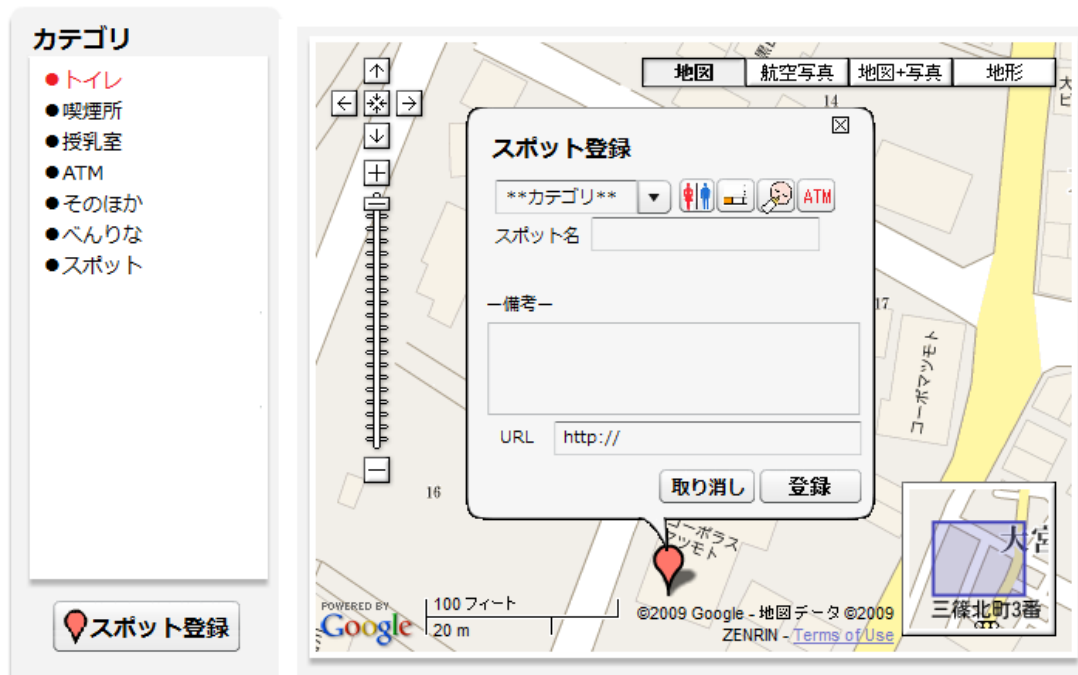 カテゴリ
●トイレ
●喫煙所
●授乳室
●ATM
●そのほか
●べんりな
●スポット
スポット登録
地図
航空写真
地図+写真
地形
14
スポット登録
**カテゴリ**
ATM
スポット名
ー備考ー
URL
http://
取り消し
登録
17
コーポマツモト
16
コーポラス
マツモト
大宮
三篠北町3番
POWERED BY
Google
100 フィート
20 m
©2009 Google - 地図データ ©2009
ZENRIN - Terms of Use